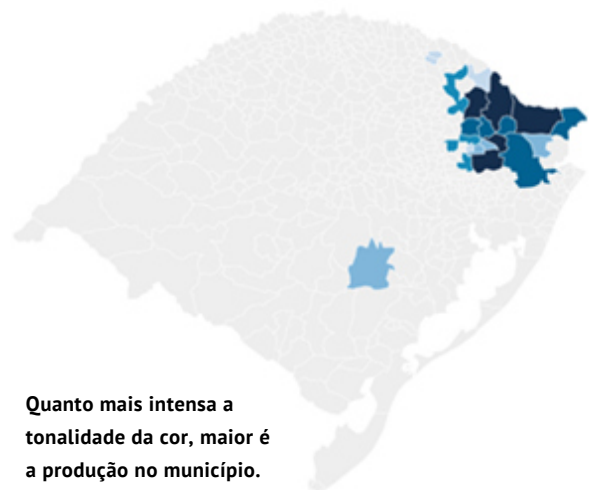 Quanto mais intensa a
tonalidade da cor, maior é
a produção no município.